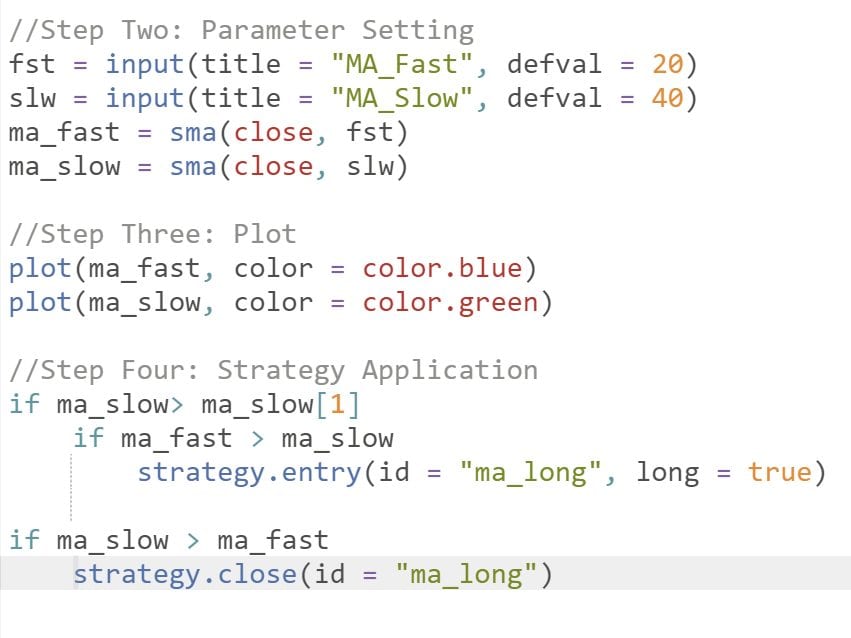 //Step Two: Parameter Setting
fst = input(title = "MA_Fast", defval = 20)
slw = input(title = "MA_Slow", defval = 40)
ma_fast = sma(close, fst)
ma_slow = sma(close, slw)
//Step Three: Plot
plot(ma_fast, color = color.blue)
plot(ma_slow, color = color.green)
//Step Four: Strategy Application
if ma_slow> ma_slow[1]
    if ma_fast > ma_slow
        strategy.entry(id = "ma_long", long = true)
if ma_slow > ma_fast
    strategy.close(id = "ma_long")